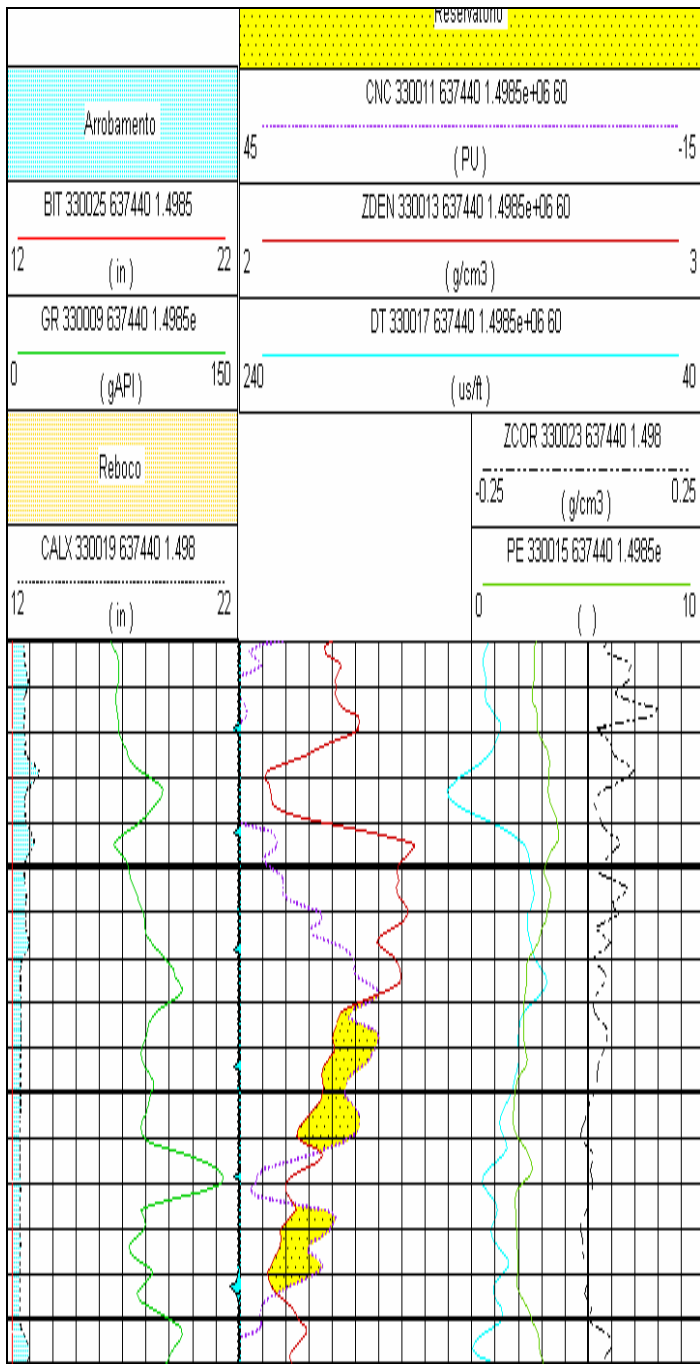 Reservatorio
CNC 330011 637440 1.4985e+06 60
45 -15
( PU )
Arrobamento
BIT 330025 637440 1.4985
12 22
( in )
ZDEN 330013 637440 1.4985e+06 60
2 3
( g/cm3 )
GR 330009 637440 1.4985e
0 150
( gAPI )
DT 330017 637440 1.4985e+06 60
240 40
( us/ft )
Reboco
ZCOR 330023 637440 1.498
-0.25 0.25
( g/cm3 )
CALX 330019 637440 1.498
12 22
( in )
PE 330015 637440 1.4985e
0 10
( )